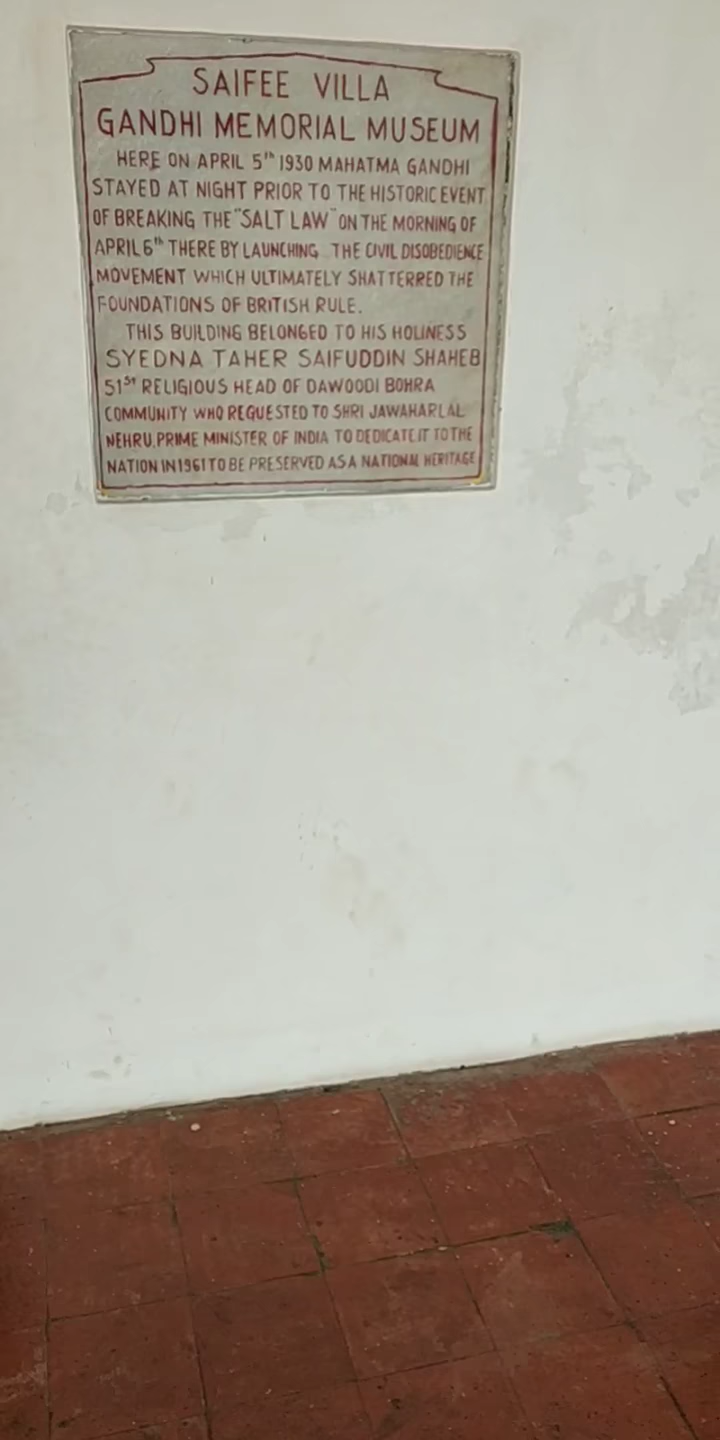 SAIFEE VILLA
GANDHI MEMORIAL MUSEUM
HERE ON APRIL 5th 1930 MAHATMA GANDHI
STAYED AT NIGHT PRIOR TO THE HISTORIC EVENT
OF BREAKING THE "SALT LAW" ON THE MORNING OF
APRIL 6th THERE BY LAUNCHING THE CIVIL DISOBEDIENCE
MOVEMENT WHICH ULTIMATELY SHATTERRED THE
FOUNDATIONS OF BRITISH RULE.
THIS BUILDING BELONGED TO HIS HOLINESS
SYEDNA TAHER SAIFUDDIN SHAHEB
51st RELIGIOUS HEAD OF DAWOODI BOHRA
COMMUNITY WHO REQUESTED TO SHRI JAWAHARLAL
NEHRU, PRIME MINISTER OF INDIA TO DEDICATE IT TO THE
NATION IN 1961 TO BE PRESERVED AS A NATIONAL HERITAGE